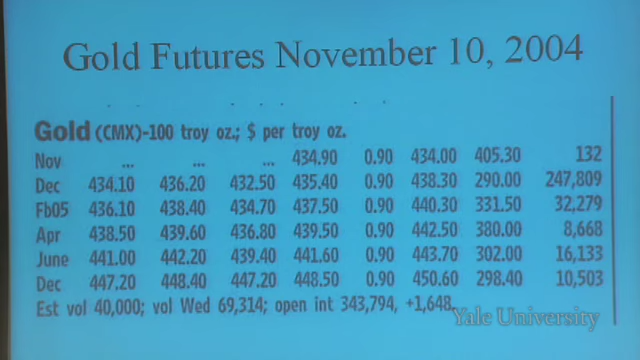 Gold Futures November 10, 2004
Gold (CMX)-100 troy oz.; $ per troy oz.
Nov ... ... ... 434.90 0.90 434.00 405.30 132
Dec 434.10 436.20 432.50 435.40 0.90 438.30 290.00 247,809
Fb05 436.10 438.40 434.70 437.50 0.90 440.30 331.50 32,279
Apr 438.50 439.60 436.80 439.50 0.90 442.50 380.00 8,668
June 441.00 442.20 439.40 441.60 0.90 443.70 302.00 16,133
Dec 447.20 448.40 447.20 448.50 0.90 450.60 298.40 10,503
Est vol 40,000; vol Wed 69,314; open int 343,794, +1,648.
Yale University